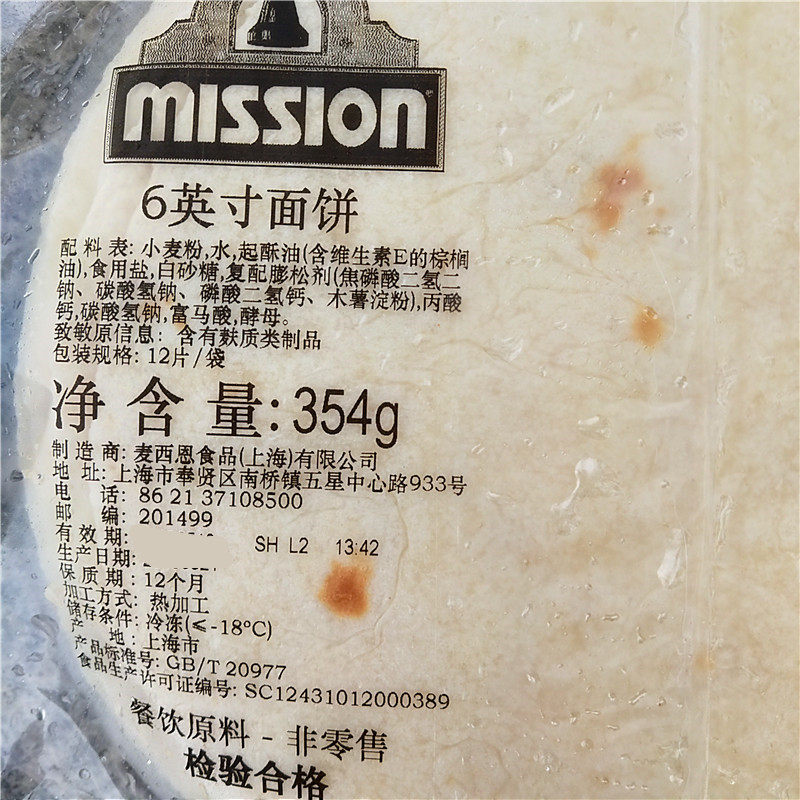 MISSION
6英寸面饼
配料表: 小麦粉,水,起酥油(含维生素E的棕榈
油),食用盐,白砂糖,复配膨松剂(焦磷酸二氢二
钠、碳酸氢钠、磷酸二氢钙、木薯淀粉),丙酸
钙,碳酸氢钠,富马酸,酵母。
致敏原信息: 含有麸质类制品
包装规格: 12片/袋
净含量: 354g
制造商: 麦西恩食品(上海)有限公司
地址: 上海市奉贤区南桥镇五星中心路933号
电话: 86 21 37108500
邮编: 201499
有效期: SH L2 13:42
生产日期:
保质期: 12个月
加工方式: 热加工
储存条件: 冷冻(≤-18°C)
产地: 上海市
产品标准号: GB/T 20977
食品生产许可证编号: SC12431012000389
餐饮原料 - 非零售
检验合格